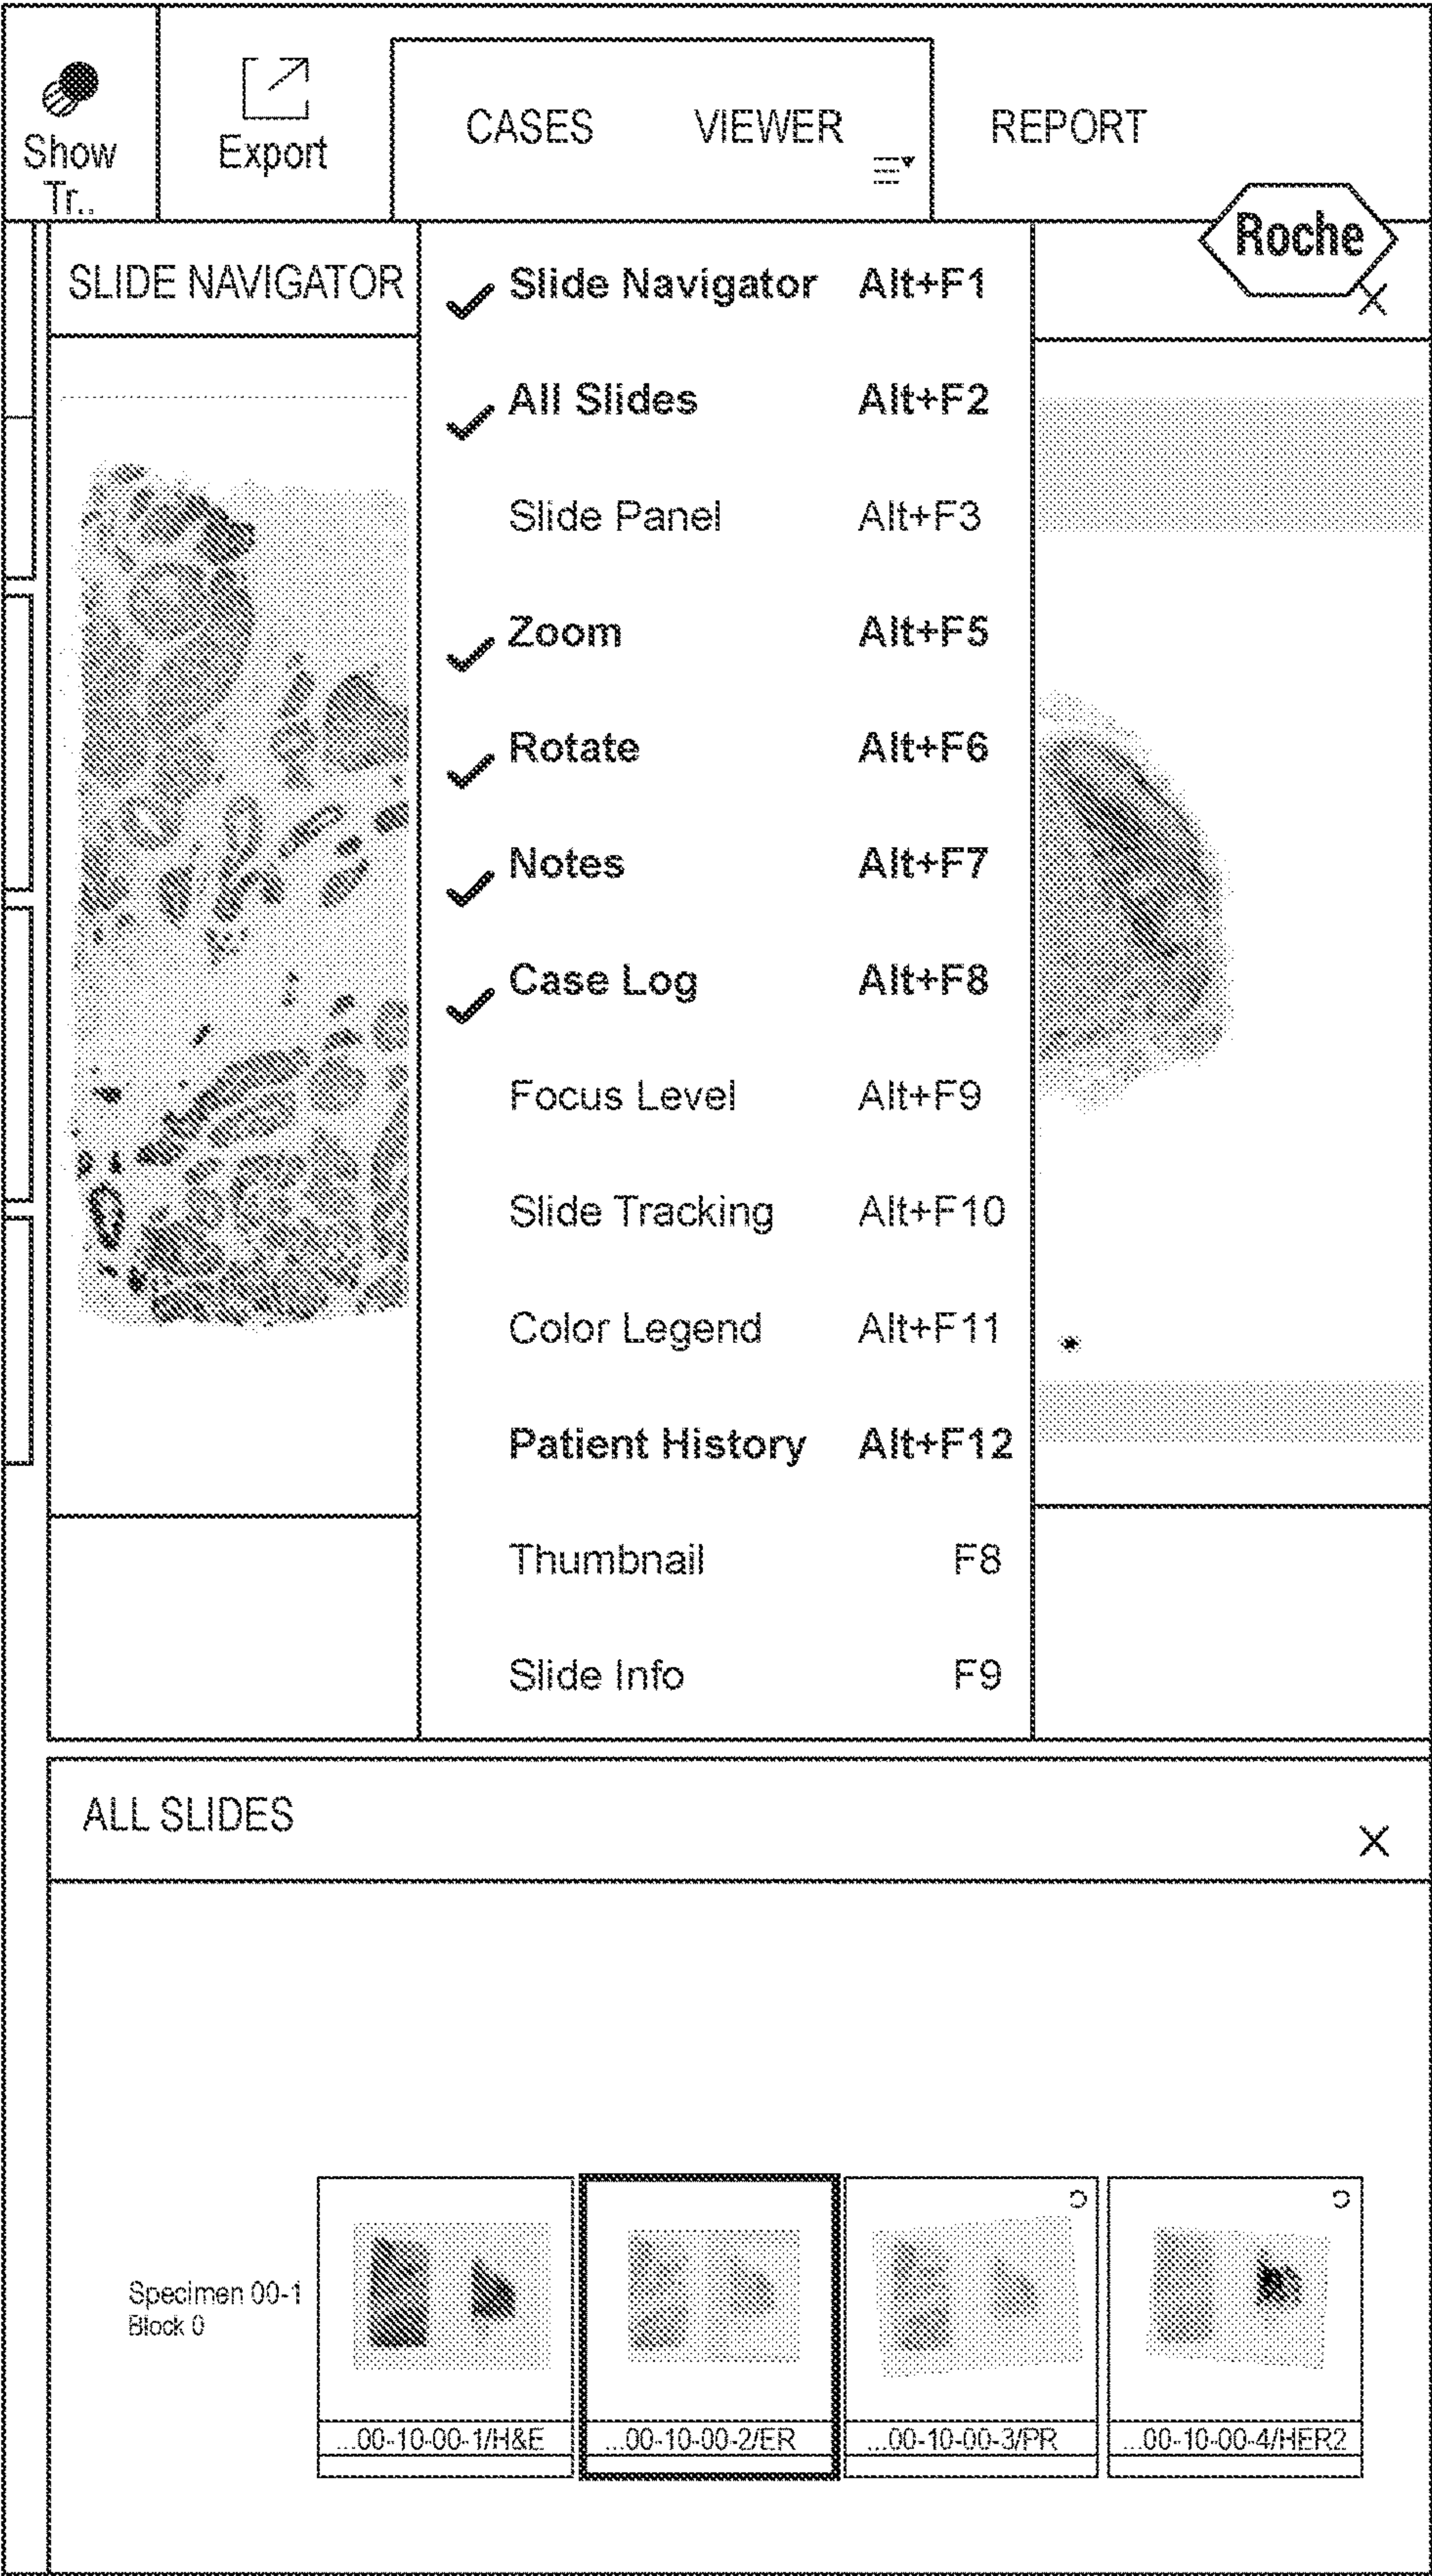 Show
Tr..
Export
CASES
VIEWER
REPORT
Roche
SLIDE NAVIGATOR
Slide Navigator Alt+F1
All Slides Alt+F2
Slide Panel Alt+F3
Zoom Alt+F5
Rotate Alt+F6
Notes Alt+F7
Case Log Alt+F8
Focus Level Alt+F9
Slide Tracking Alt+F10
Color Legend Alt+F11
Patient History Alt+F12
Thumbnail F8
Slide Info F9
ALL SLIDES
Specimen 00-1
Block 0
...00-10-00-1/H&E
...00-10-00-2/ER
...00-10-00-3/PR
...00-10-00-4/HER2